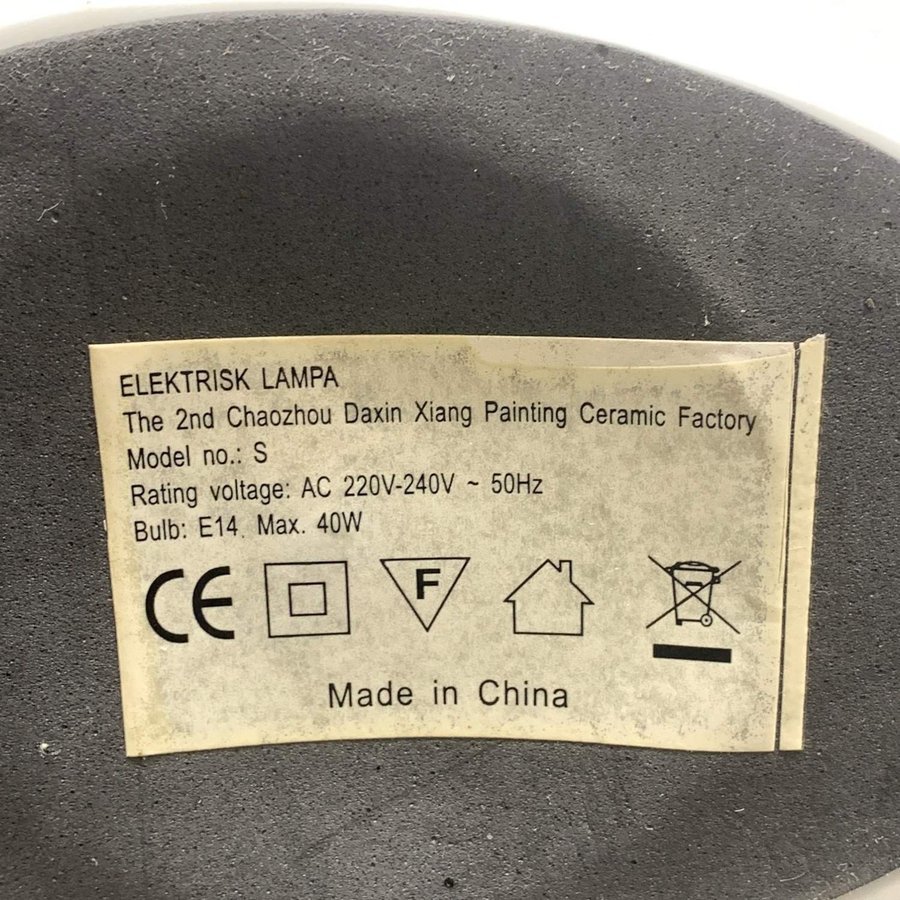 ELEKTRISK LAMPA
The 2nd Chaozhou Daxin Xiang Painting Ceramic Factory
Model no.: S
Rating voltage: AC 220V-240V ~ 50Hz
Bulb: E14. Max. 40W
CE F
Made in China